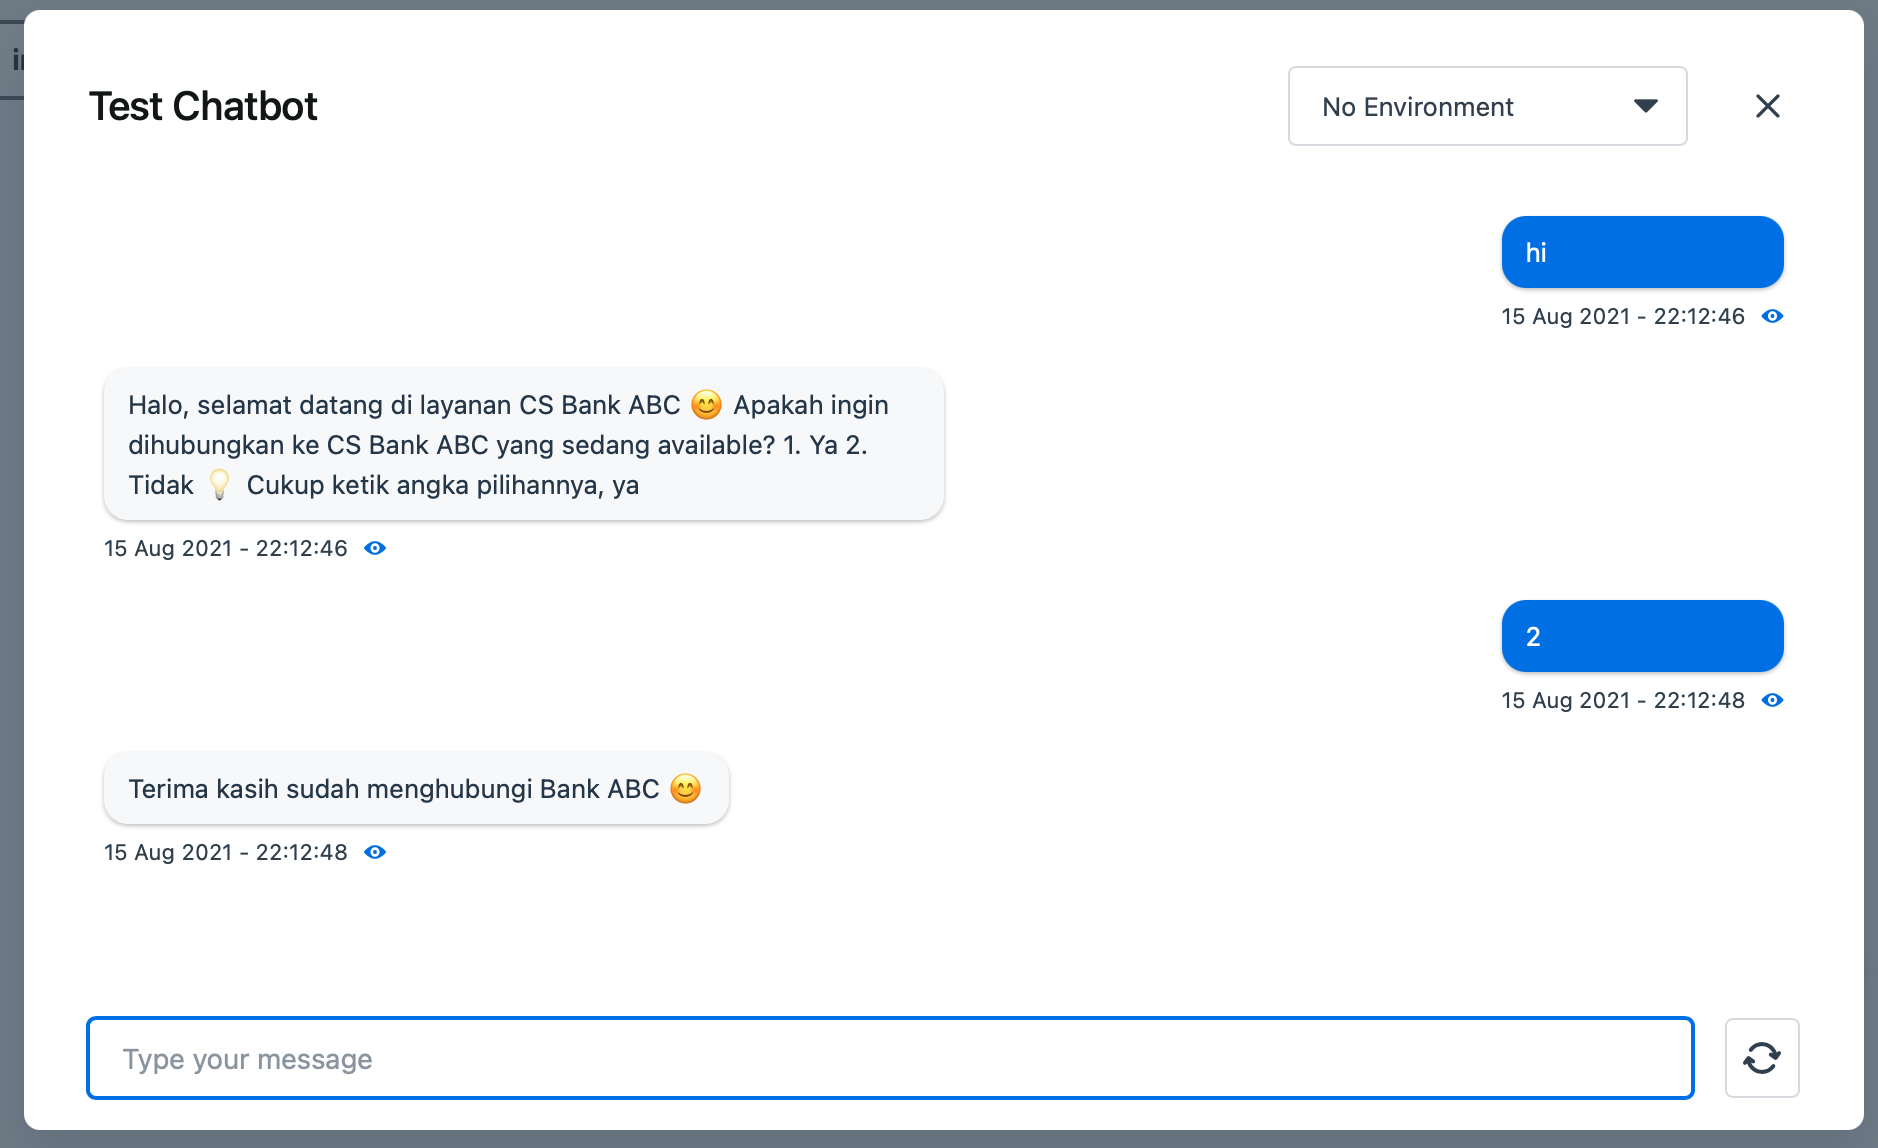 Test Chatbot
No Environment
hi
15 Aug 2021 - 22:12:46
Halo, selamat datang di layanan CS Bank ABC 😊 Apakah ingin
dihubungkan ke CS Bank ABC yang sedang available? 1. Ya 2.
Tidak 💡 Cukup ketik angka pilihannya, ya
15 Aug 2021 - 22:12:46
2
15 Aug 2021 - 22:12:48
Terima kasih sudah menghubungi Bank ABC 😊
15 Aug 2021 - 22:12:48
Type your message